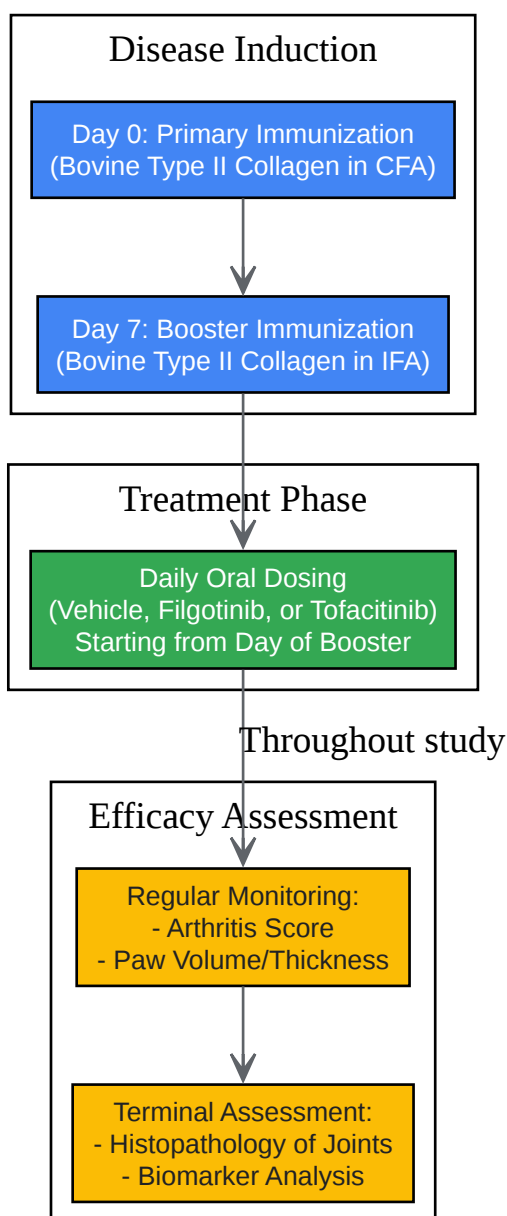 Disease Induction
Day 0: Primary Immunization
(Bovine Type II Collagen in CFA)
Day 7: Booster Immunization
(Bovine Type II Collagen in IFA)
Treatment Phase
Daily Oral Dosing
(Vehicle, Filgotinib, or Tofacitinib)
Starting from Day of Booster
Throughout study
Efficacy Assessment
Regular Monitoring:
- Arthritis Score
- Paw Volume/Thickness
Terminal Assessment:
- Histopathology of Joints
- Biomarker Analysis